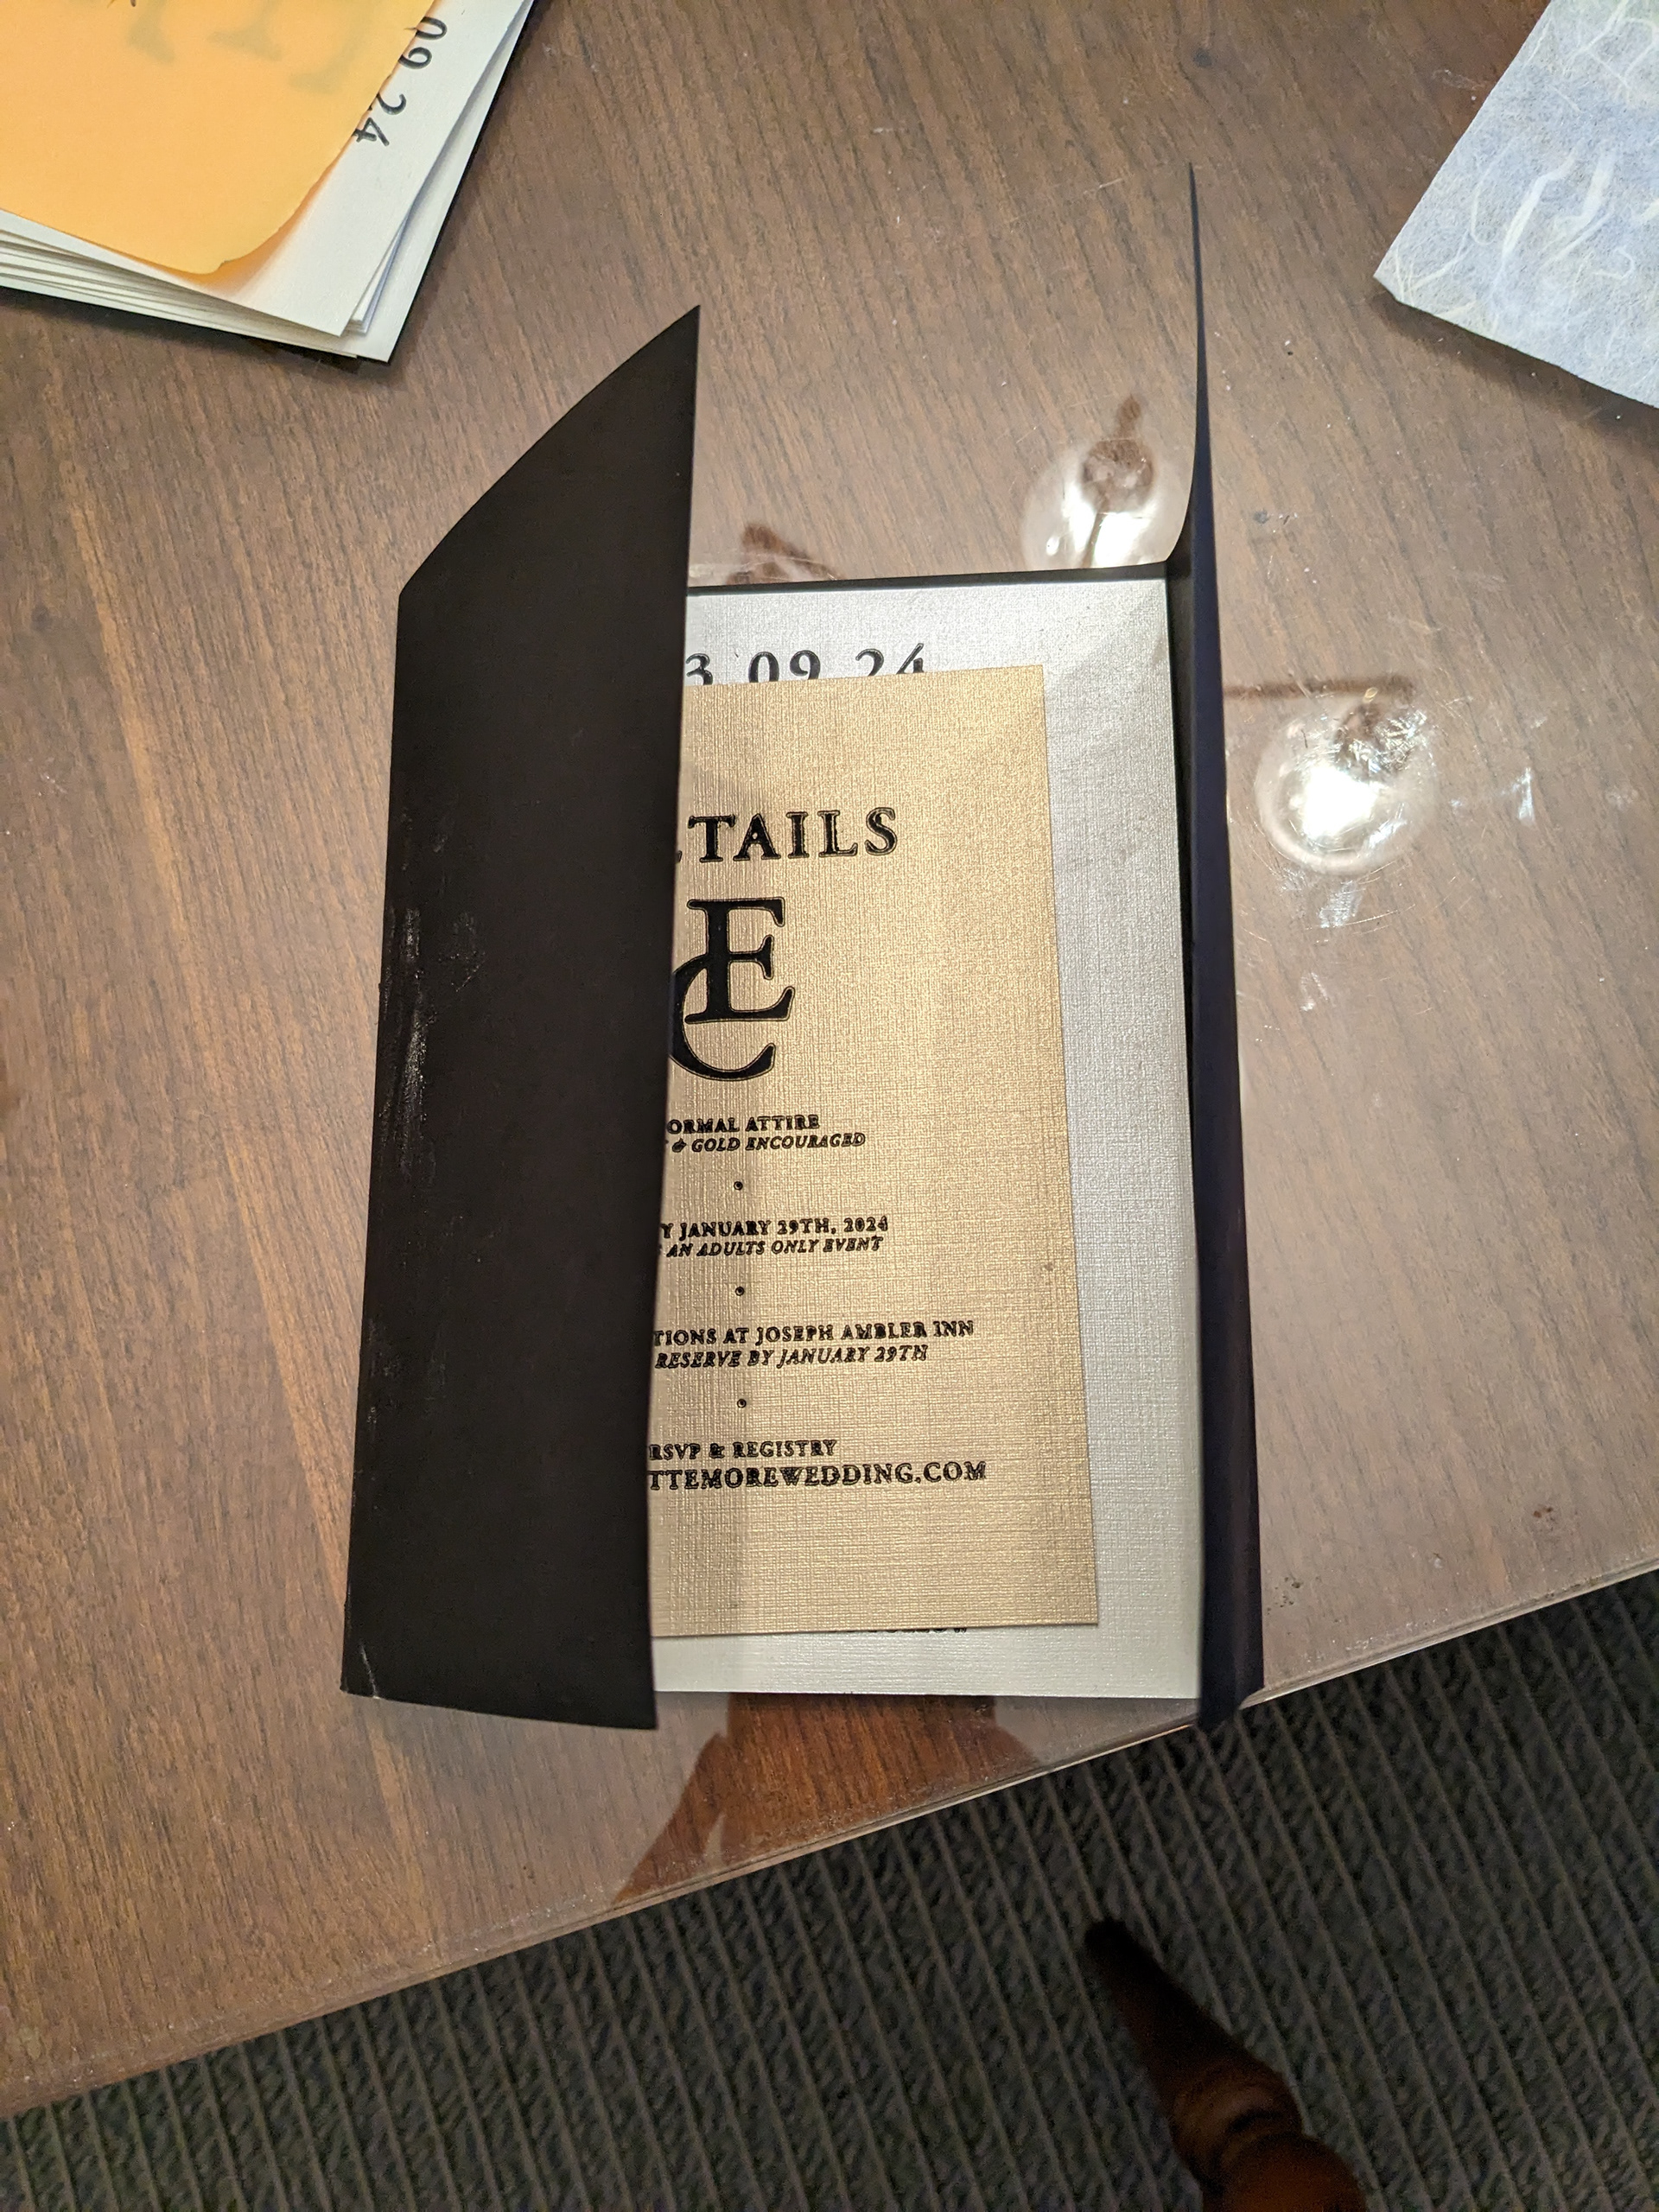 09 24
3 09 24
TAILS
E
C
ORMAL ATTIRE
& GOLD ENCOURAGED
Y JANUARY 29TH, 2024
AN ADULTS ONLY EVENT
TIONS AT JOSEPH AMBLER INN
RESERVE BY JANUARY 29TH
RSVP & REGISTRY
TTEMOREWEDDING.COM